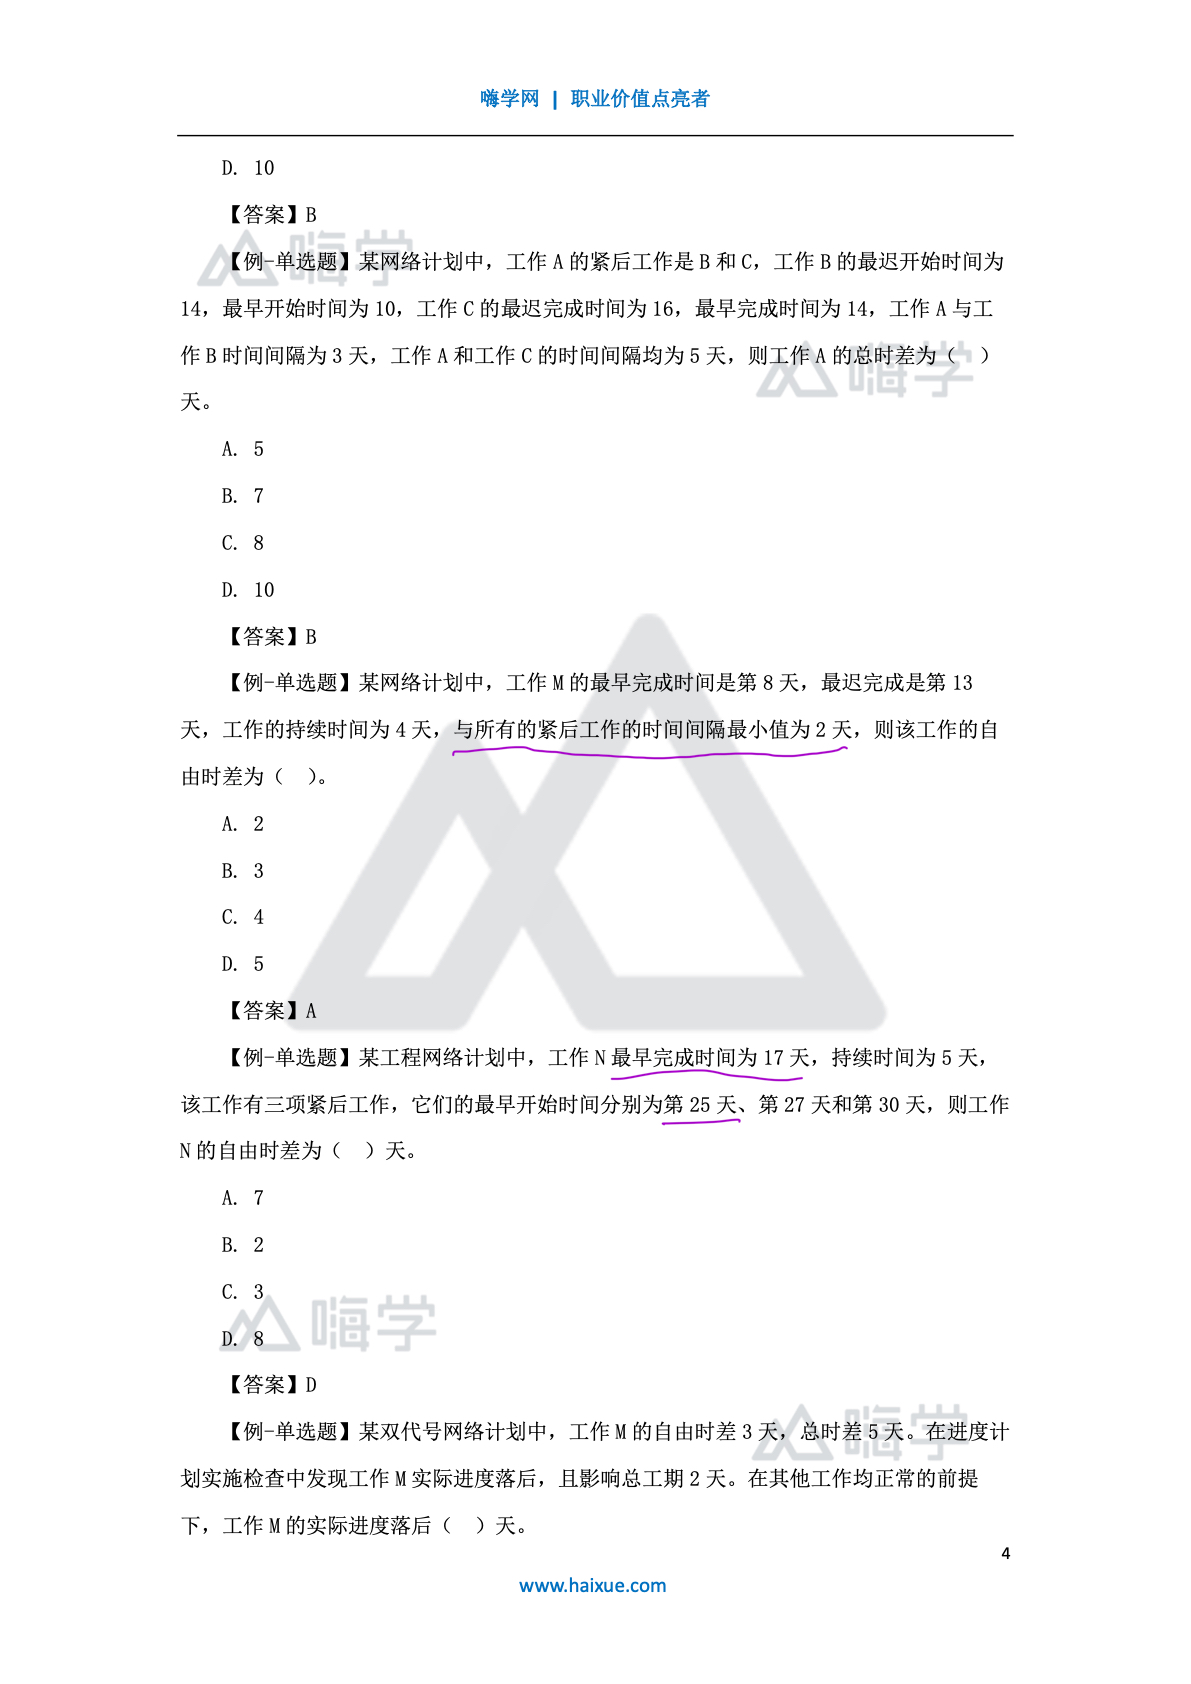 嗨学网 | 职业价值点亮者
D. 10
【答案】B
嗨学
【例-单选题】某网络计划中，工作 A 的紧后工作是 B 和 C，工作 B 的最迟开始时间为
14，最早开始时间为 10，工作 C 的最迟完成时间为 16，最早完成时间为 14，工作 A 与工
作 B 时间间隔为 3 天，工作 A 和工作 C 的时间间隔均为 5 天，则工作 A 的总时差为（　）
嗨学
天。
A. 5
B. 7
C. 8
D. 10
【答案】B
【例-单选题】某网络计划中，工作 M 的最早完成时间是第 8 天，最迟完成是第 13
天，工作的持续时间为 4 天，与所有的紧后工作的时间间隔最小值为 2 天，则该工作的自
由时差为（　）。
A. 2
B. 3
C. 4
D. 5
【答案】A
【例-单选题】某工程网络计划中，工作 N 最早完成时间为 17 天，持续时间为 5 天，
该工作有三项紧后工作，它们的最早开始时间分别为第 25 天、第 27 天和第 30 天，则工作
N 的自由时差为（　）天。
A. 7
B. 2
C. 3
嗨学
D. 8
【答案】D
嗨学
【例-单选题】某双代号网络计划中，工作 M 的自由时差 3 天，总时差 5 天。在进度计
划实施检查中发现工作 M 实际进度落后，且影响总工期 2 天。在其他工作均正常的前提
下，工作 M 的实际进度落后（　）天。
4
www.haixue.com